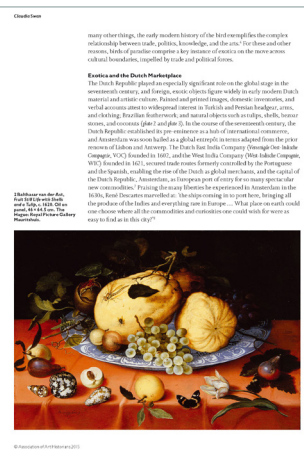 Claudia Swan
many other things, the early modern history of the bird exemplifies the complex
relationship between trade, politics, knowledge, and the arts.⁶ For these and other
reasons, birds of paradise comprise a key instance of exotica on the move across
cultural boundaries, impelled by trade and political forces.
Exotica and the Dutch Marketplace
The Dutch Republic played an especially significant role on the global stage in the
seventeenth century, and foreign, exotic objects figure widely in early modern Dutch
material and artistic culture. Painted and printed images, domestic inventories, and
verbal accounts attest to widespread interest in Turkish and Persian headgear, arms,
and clothing; Brazilian featherwork; and natural objects such as tulips, shells, bezoar
stones, and coconuts (plate 2 and plate 3). In the course of the seventeenth century, the
Dutch Republic established its pre-eminence as a hub of international commerce,
and Amsterdam was soon hailed as a global entrepôt in terms adapted from the prior
renown of Lisbon and Antwerp. The Dutch East India Company (Verenigde Oost-Indische
Compagnie, VOC) founded in 1602, and the West India Company (West-Indische Compagnie,
WIC) founded in 1621, secured trade routes formerly controlled by the Portuguese
and the Spanish, enabling the rise of the Dutch as global merchants, and the capital of
the Dutch Republic, Amsterdam, as European port of entry for so many spectacular
new commodities.⁷ Praising the many liberties he experienced in Amsterdam in the
1630s, René Descartes marvelled at: 'the ships coming in to port here, bringing all
the produce of the Indies and everything rare in Europe.… What place on earth could
one choose where all the commodities and curiosities one could wish for were as
easy to find as in this city?'⁸
2 Balthasar van der Ast,
Fruit Still Life with Shells
and a Tulip, c. 1620. Oil on
panel, 46 × 64.5 cm. The
Hague: Royal Picture Gallery
Mauritshuis.
© Association of Art Historians 2015